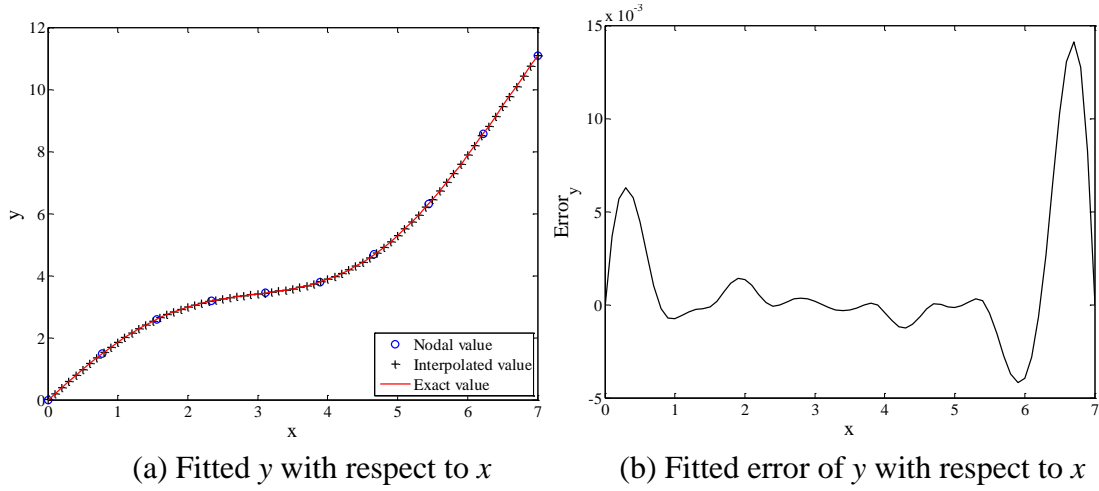 12
10
8
6
4
2
0
y
0 1 2 3 4 5 6 7
x
Nodal value
Interpolated value
Exact value
(a) Fitted y with respect to x
x 10⁻³
15
10
5
0
-5
Error_y
0 1 2 3 4 5 6 7
x
(b) Fitted error of y with respect to x